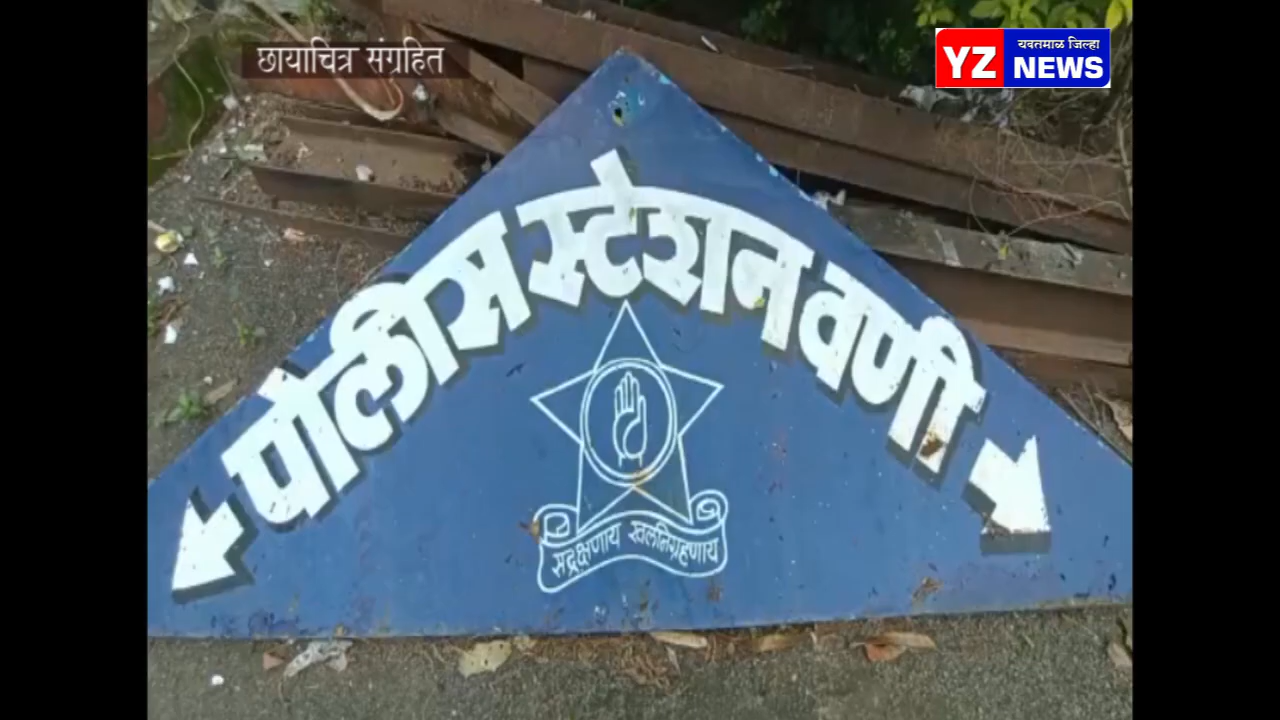 छायाचित्र संग्रहित
YZ
यवतमाळ जिल्हा
NEWS
पोलीस स्टेशन वणी
सद्रक्षणाय खलनिग्रहणाय